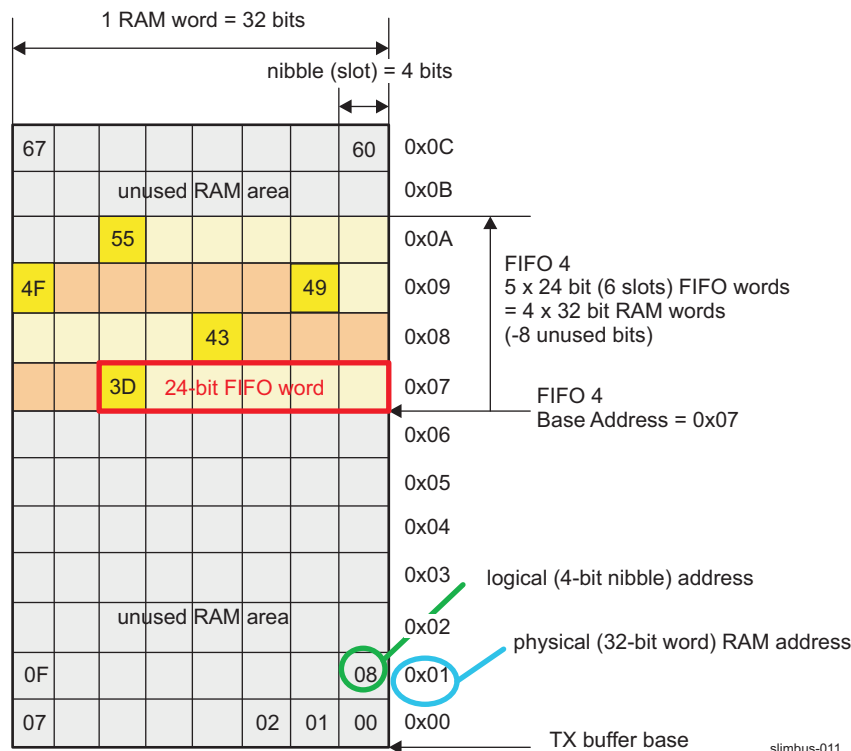 1 RAM word = 32 bits
nibble (slot) = 4 bits
67 60 0x0C
unused RAM area 0x0B
55 0x0A
4F 49 0x09
43 0x08
3D 24-bit FIFO word 0x07
FIFO 4
5 x 24 bit (6 slots) FIFO words
= 4 x 32 bit RAM words
(-8 unused bits)
FIFO 4
Base Address = 0x07
0x06
0x05
0x04
0x03
logical (4-bit nibble) address
unused RAM area 0x02
physical (32-bit word) RAM address
0F 08 0x01
07 02 01 00 0x00
TX buffer base
slimbus-011